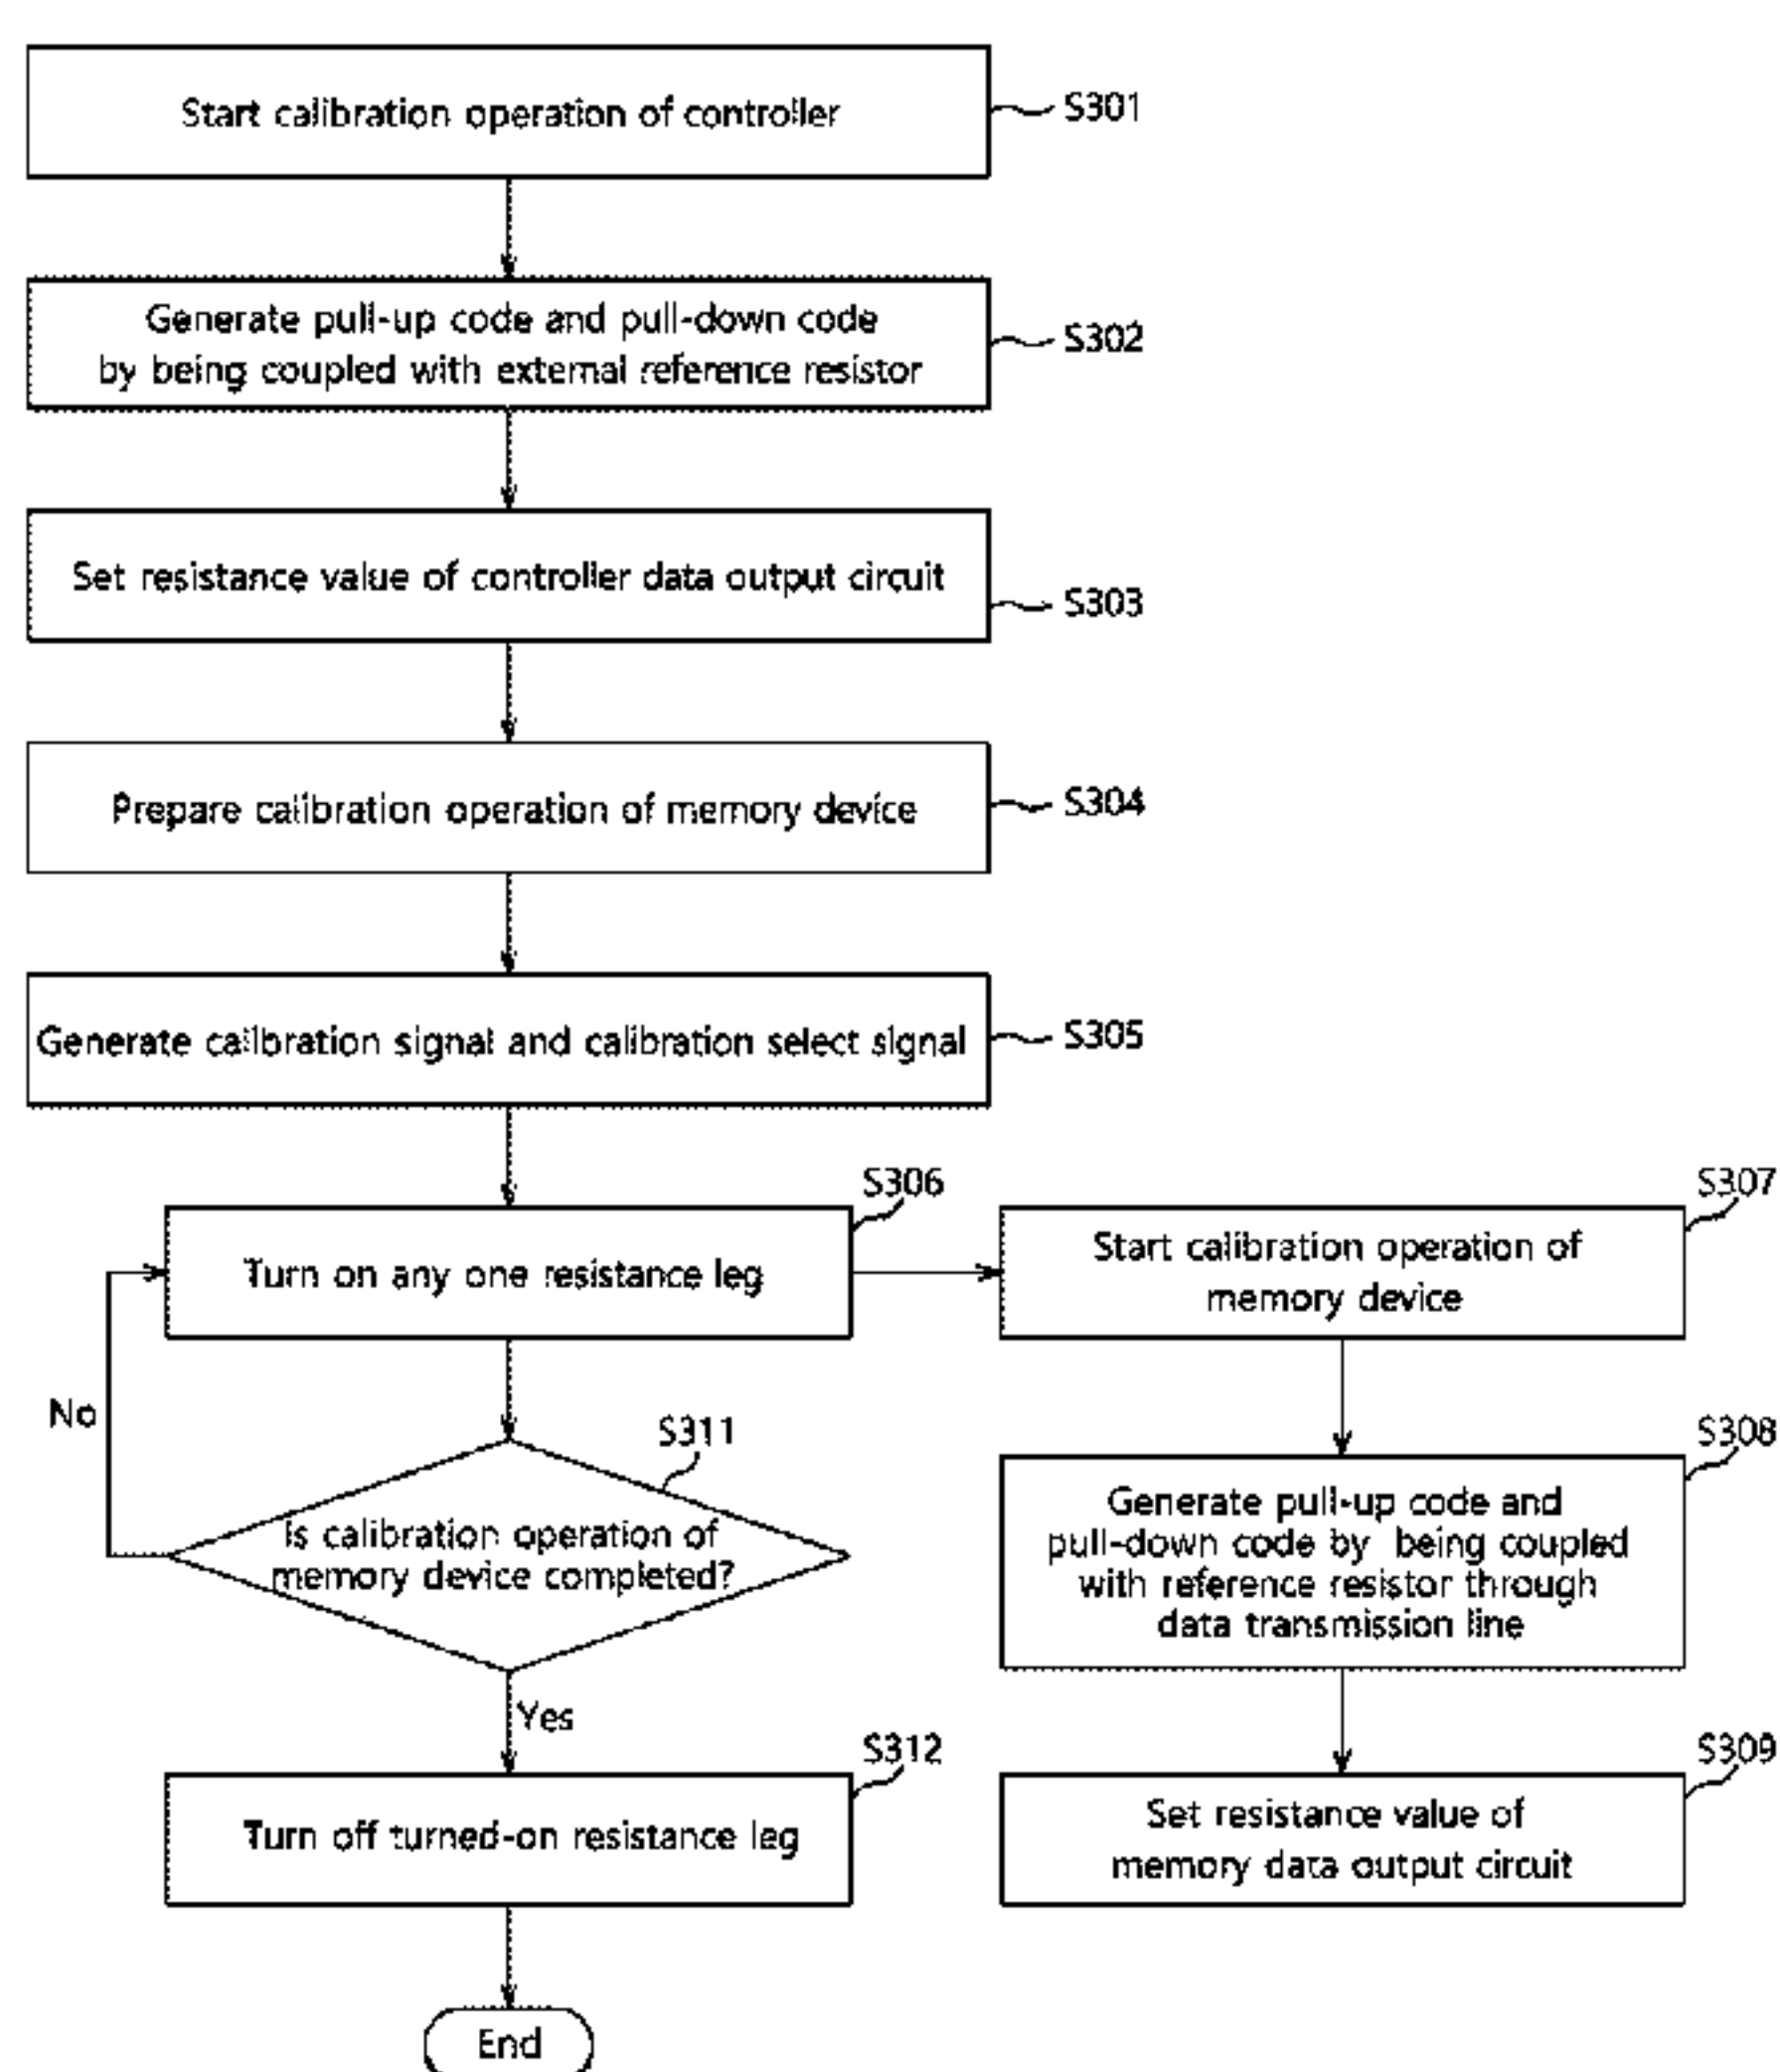 Start calibration operation of controller
S301
Generate pull-up code and pull-down code
by being coupled with external reference resistor
S302
Set resistance value of controller data output circuit
S303
Prepare calibration operation of memory device
S304
Generate calibration signal and calibration select signal
S305
S306
Turn on any one resistance leg
S307
Start calibration operation of
memory device
No
S311
Is calibration operation of
memory device completed?
S308
Generate pull-up code and
pull-down code by being coupled
with reference resistor through
data transmission line
Yes
S312
Turn off turned-on resistance leg
S309
Set resistance value of
memory data output circuit
End